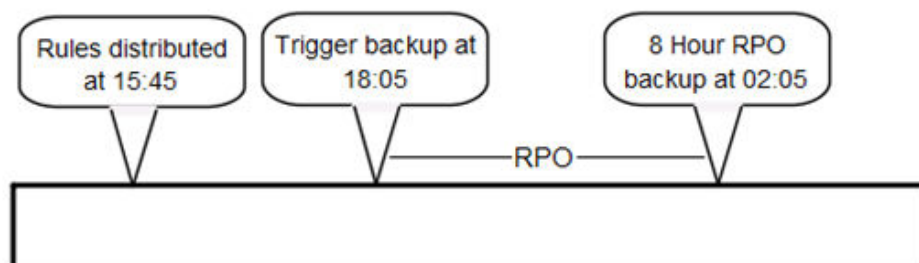 Rules distributed
at 15:45
Trigger backup at
18:05
8 Hour RPO
backup at 02:05
RPO